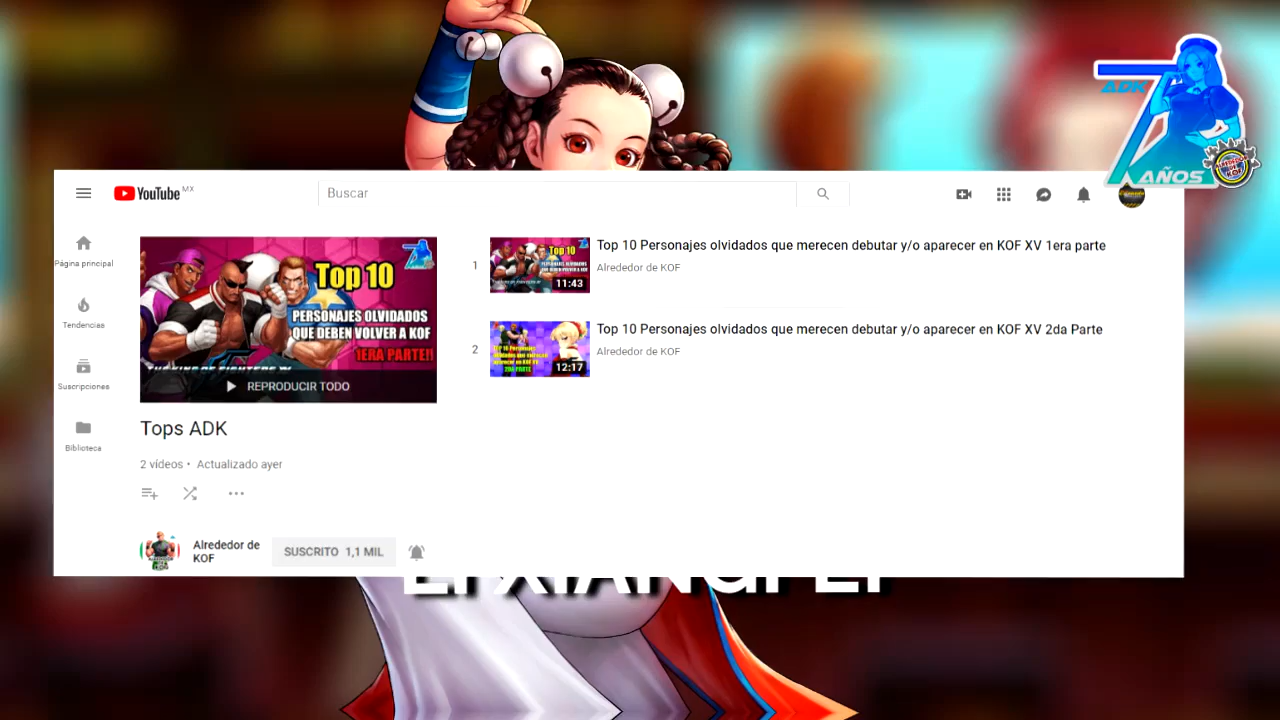 ADK
7 AÑOS
YouTube MX
Buscar
Página principal
Tendencias
Suscripciones
Biblioteca
Top 10
PERSONAJES OLVIDADOS
QUE DEBEN VOLVER A KOF
1ERA PARTE!!
REPRODUCIR TODO
Tops ADK
2 vídeos • Actualizado ayer
Alrededor de
KOF
SUSCRITO 1,1 MIL
1
Top 10
11:43
Top 10 Personajes olvidados que merecen debutar y/o aparecer en KOF XV 1era parte
Alrededor de KOF
2
12:17
Top 10 Personajes olvidados que merecen debutar y/o aparecer en KOF XV 2da Parte
Alrededor de KOF